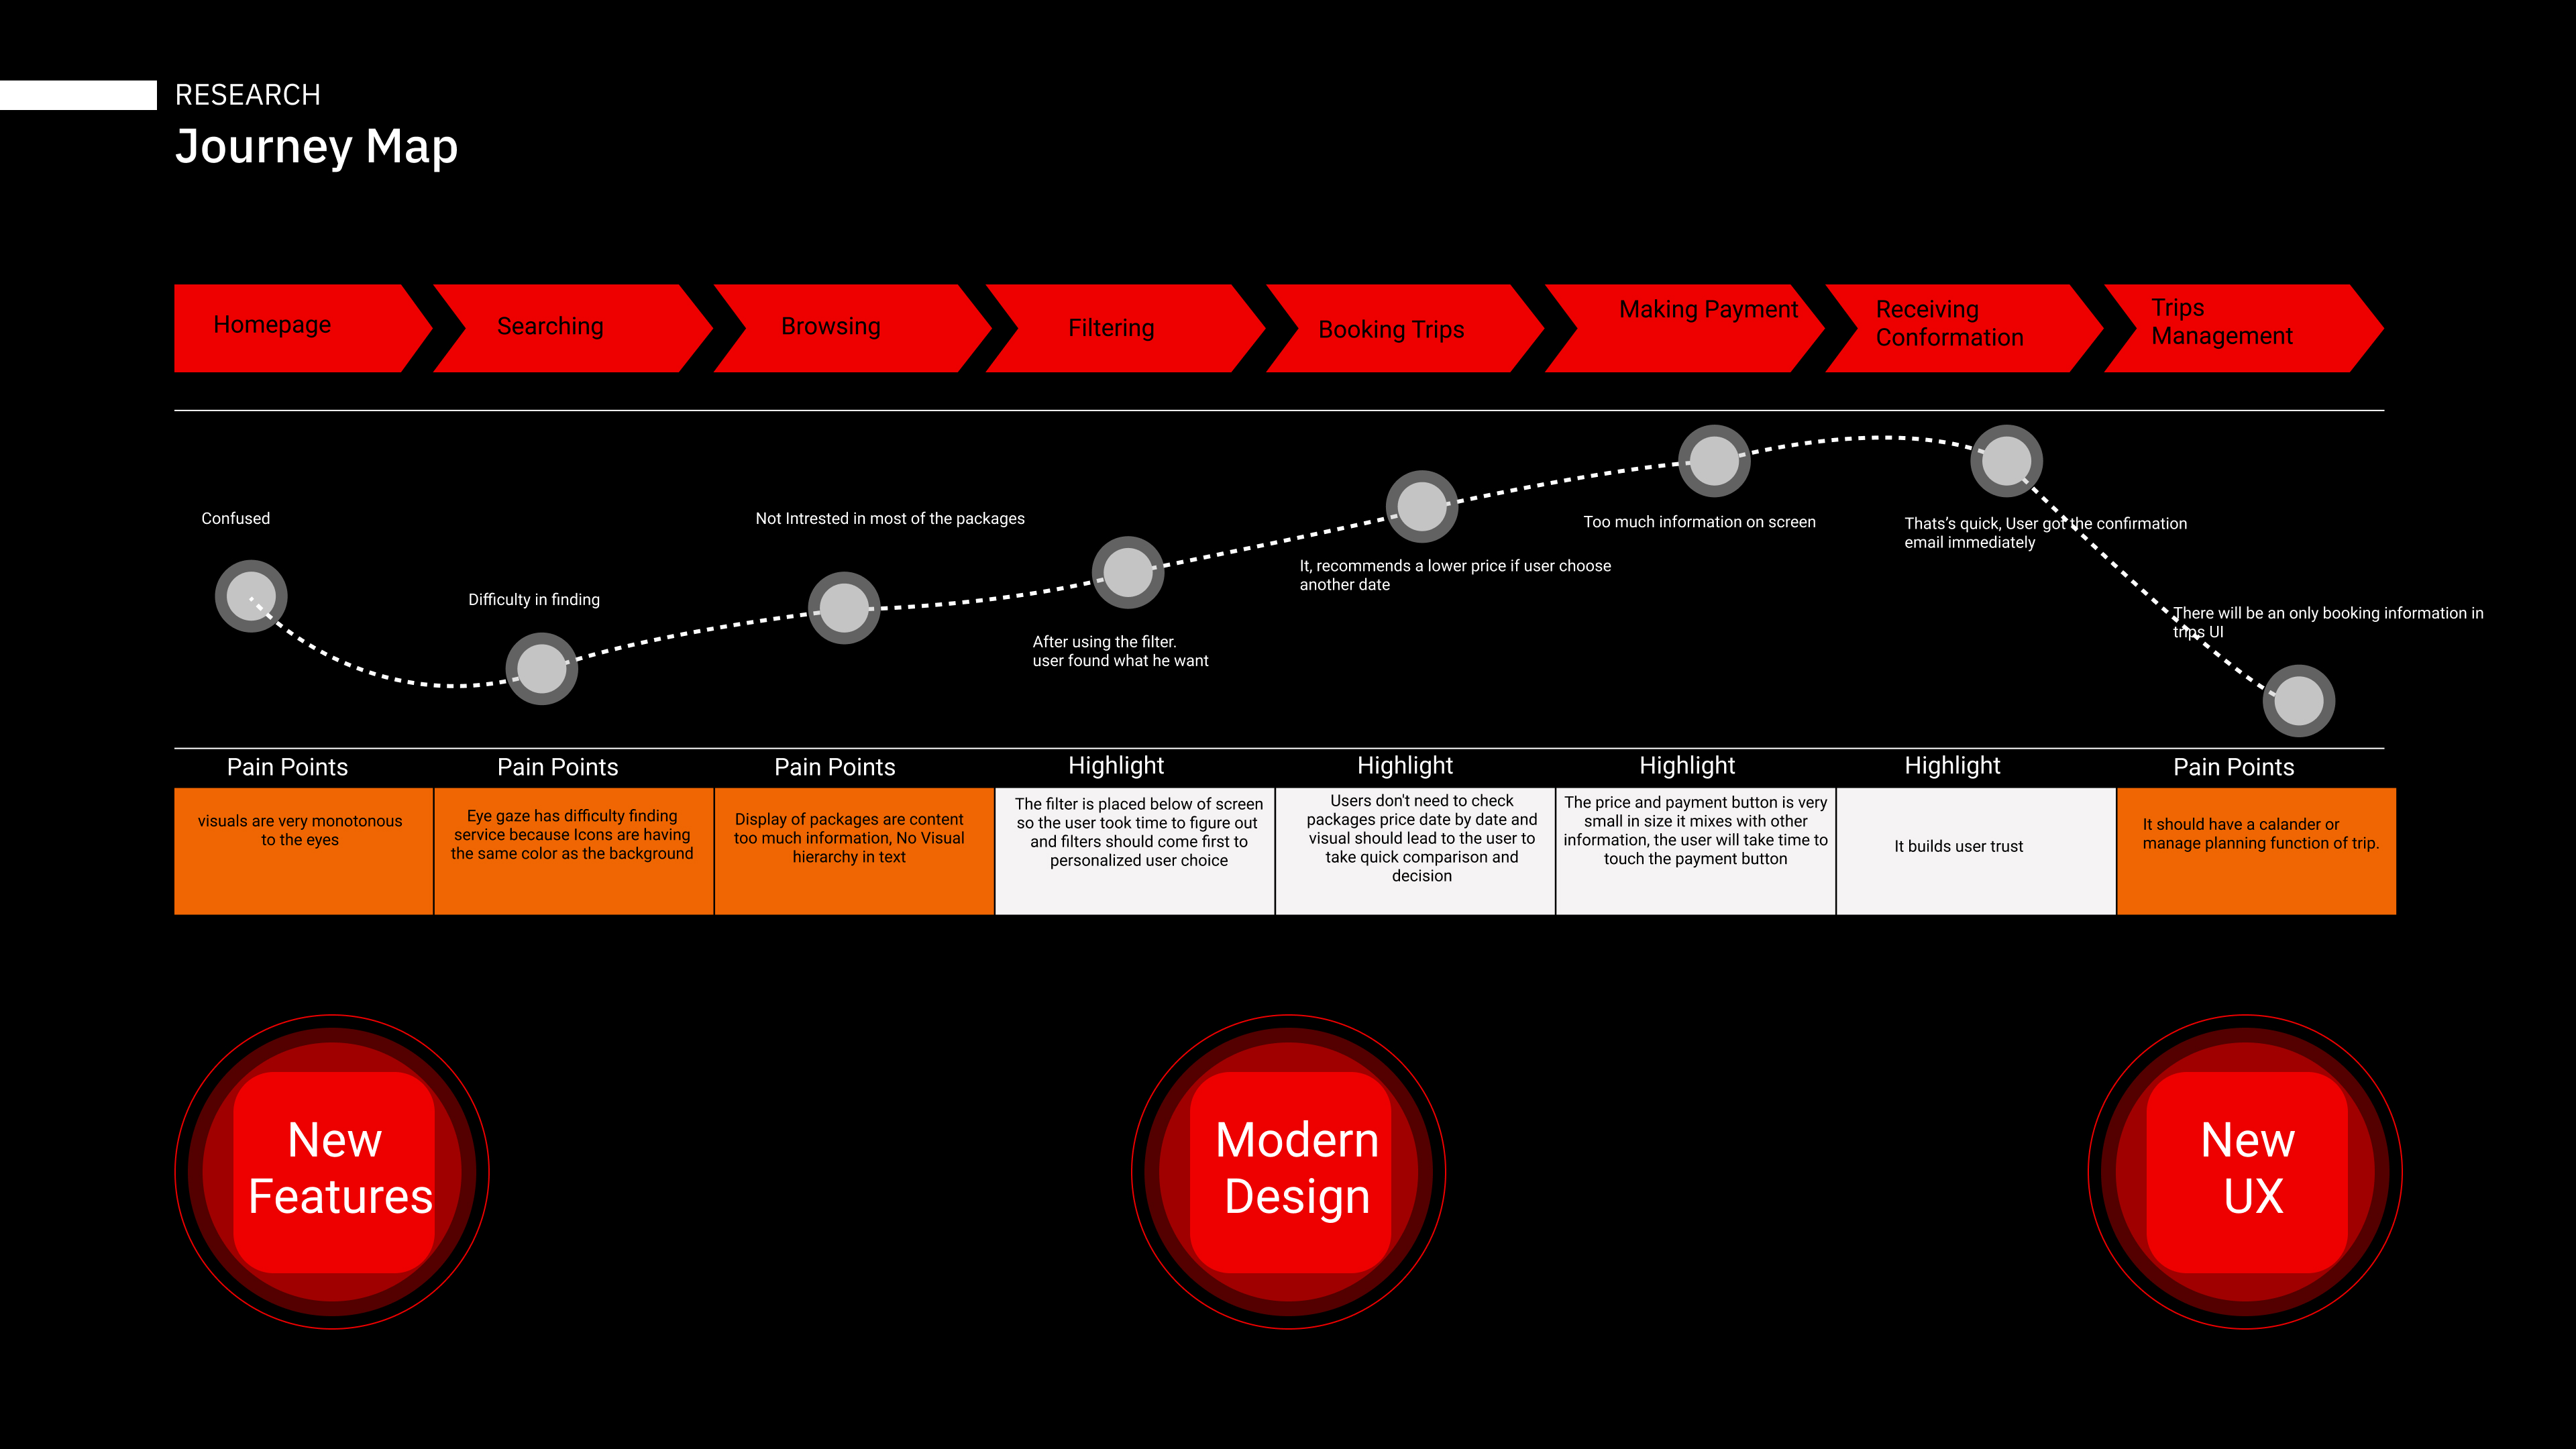 RESEARCH
Journey Map
Homepage
Searching
Browsing
Filtering
Booking Trips
Making Payment
Receiving
Conformation
Trips
Management
Confused
Difficulty in finding
Not Intrested in most of the packages
After using the filter.
user found what he want
It, recommends a lower price if user choose
another date
Too much information on screen
Thats’s quick, User got the confirmation
email immediately
There will be an only booking information in
trips UI
Pain Points
Pain Points
Pain Points
Highlight
Highlight
Highlight
Highlight
Pain Points
visuals are very monotonous
to the eyes
Eye gaze has difficulty finding
service because Icons are having
the same color as the background
Display of packages are content
too much information, No Visual
hierarchy in text
The filter is placed below of screen
so the user took time to figure out
and filters should come first to
personalized user choice
Users don't need to check
packages price date by date and
visual should lead to the user to
take quick comparison and
decision
The price and payment button is very
small in size it mixes with other
information, the user will take time to
touch the payment button
It builds user trust
It should have a calander or
manage planning function of trip.
New
Features
Modern
Design
New
UX